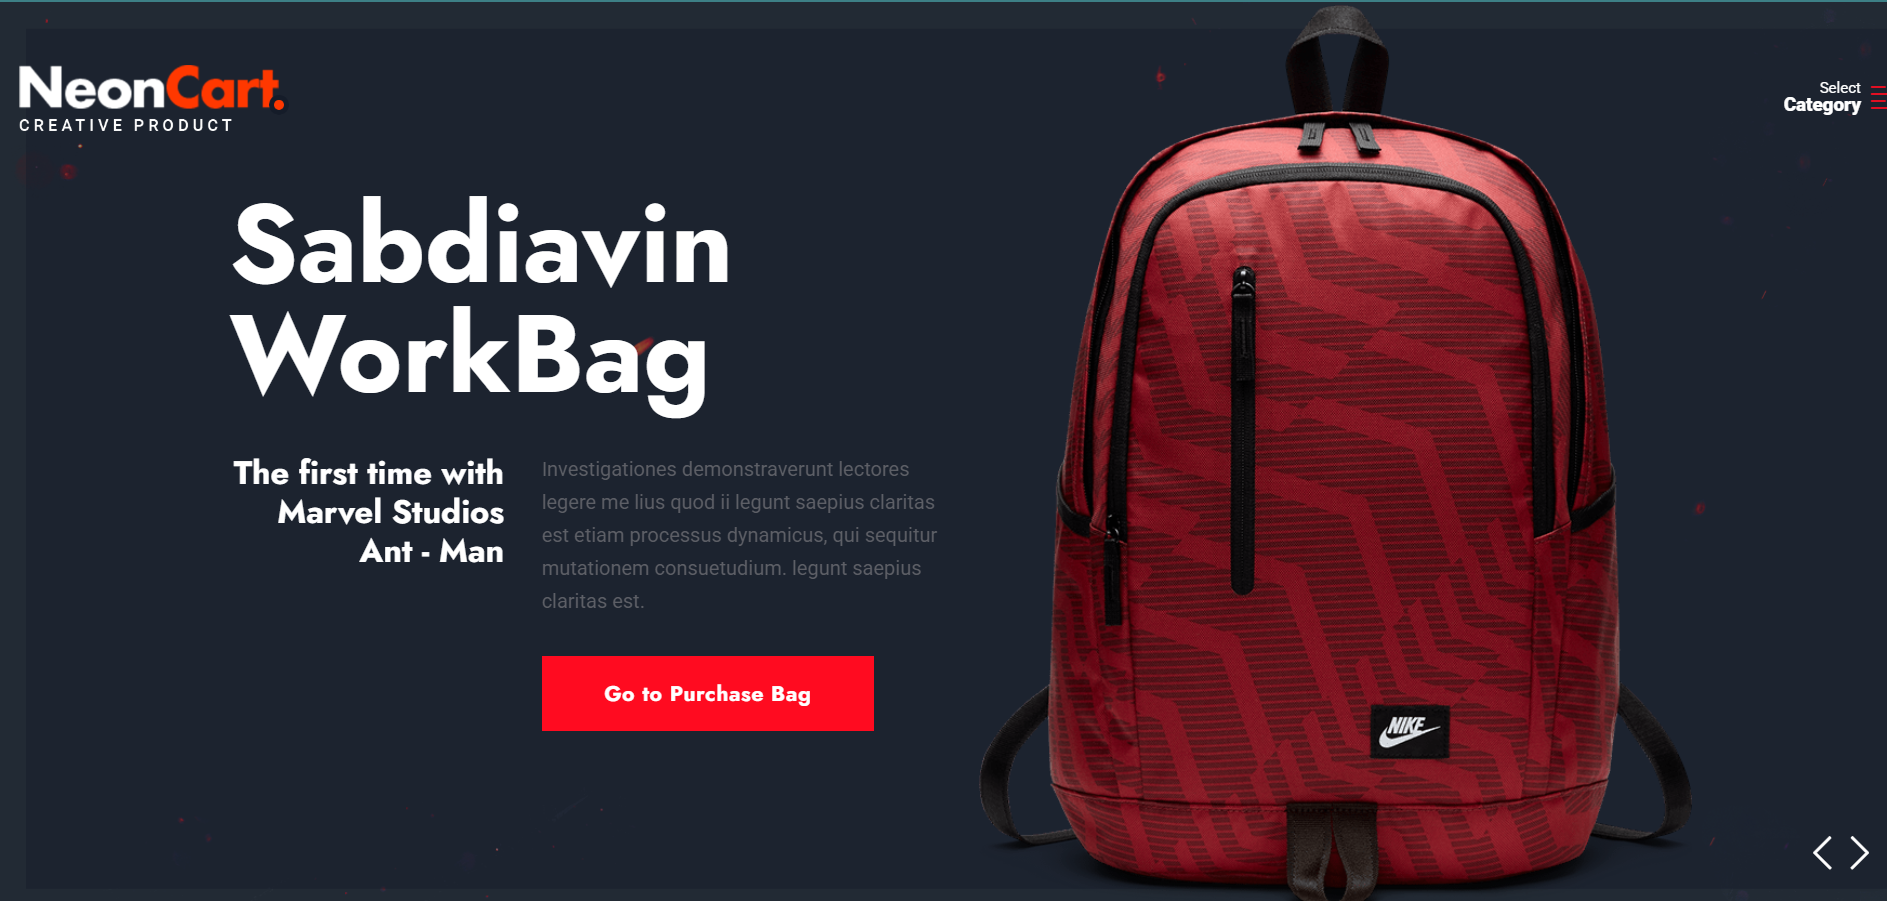 NeonCart.
CREATIVE PRODUCT
Select
Category
Sabdiavin
WorkBag
The first time with
Marvel Studios
Ant - Man
Investigationes demonstraverunt lectores
legere me lius quod ii legunt saepius claritas
est etiam processus dynamicus, qui sequitur
mutationem consuetudium. legunt saepius
claritas est.
Go to Purchase Bag
NIKE